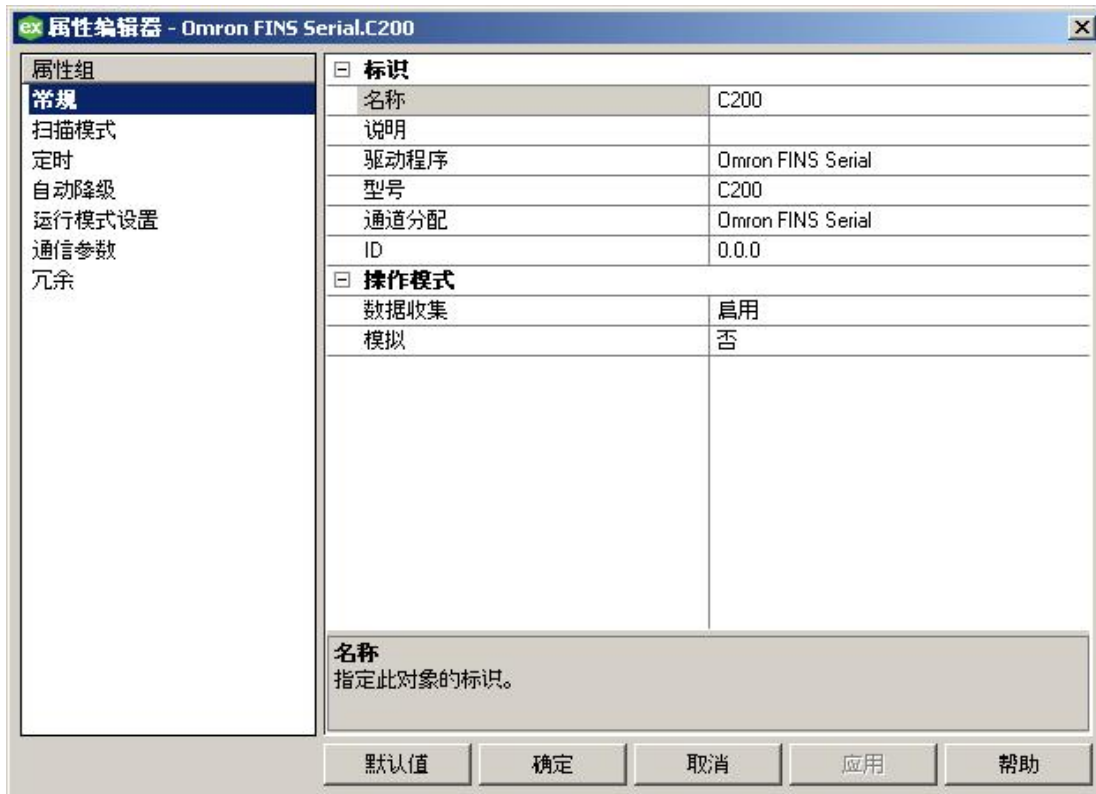 ex 属性编辑器 - Omron FINS Serial.C200
属性组
常规
扫描模式
定时
自动降级
运行模式设置
通信参数
冗余
标识
名称 C200
说明
驱动程序 Omron FINS Serial
型号 C200
通道分配 Omron FINS Serial
ID 0.0.0
操作模式
数据收集 启用
模拟 否
名称
指定此对象的标识。
默认值 确定 取消 应用 帮助